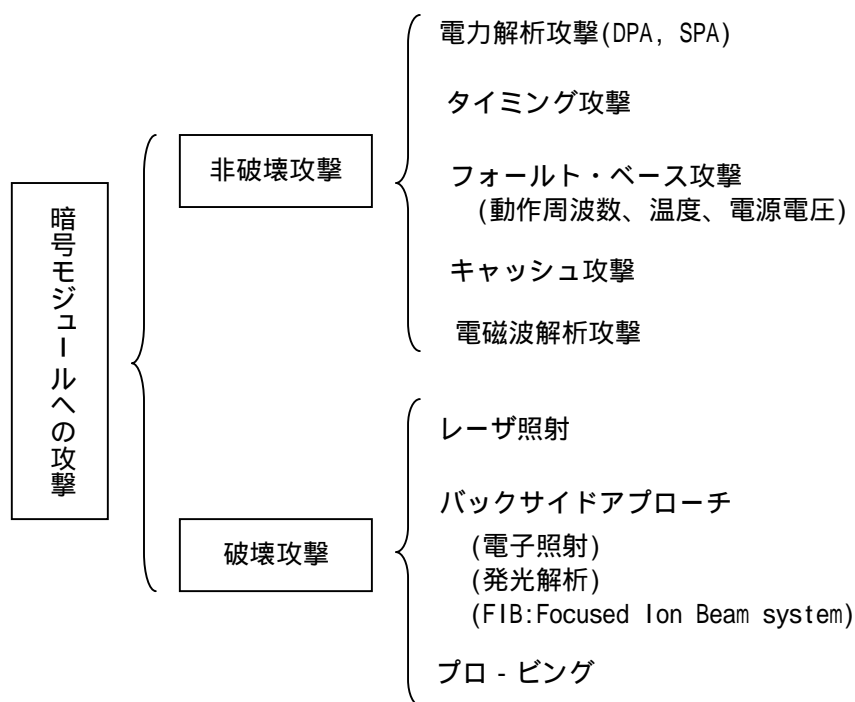 暗号モジュールへの攻撃
非破壊攻撃
電力解析攻撃(DPA, SPA)
タイミング攻撃
フォールト・ベース攻撃
(動作周波数、温度、電源電圧)
キャッシュ攻撃
電磁波解析攻撃
破壊攻撃
レーザ照射
バックサイドアプローチ
(電子照射)
(発光解析)
(FIB:Focused Ion Beam system)
プロ - ビング